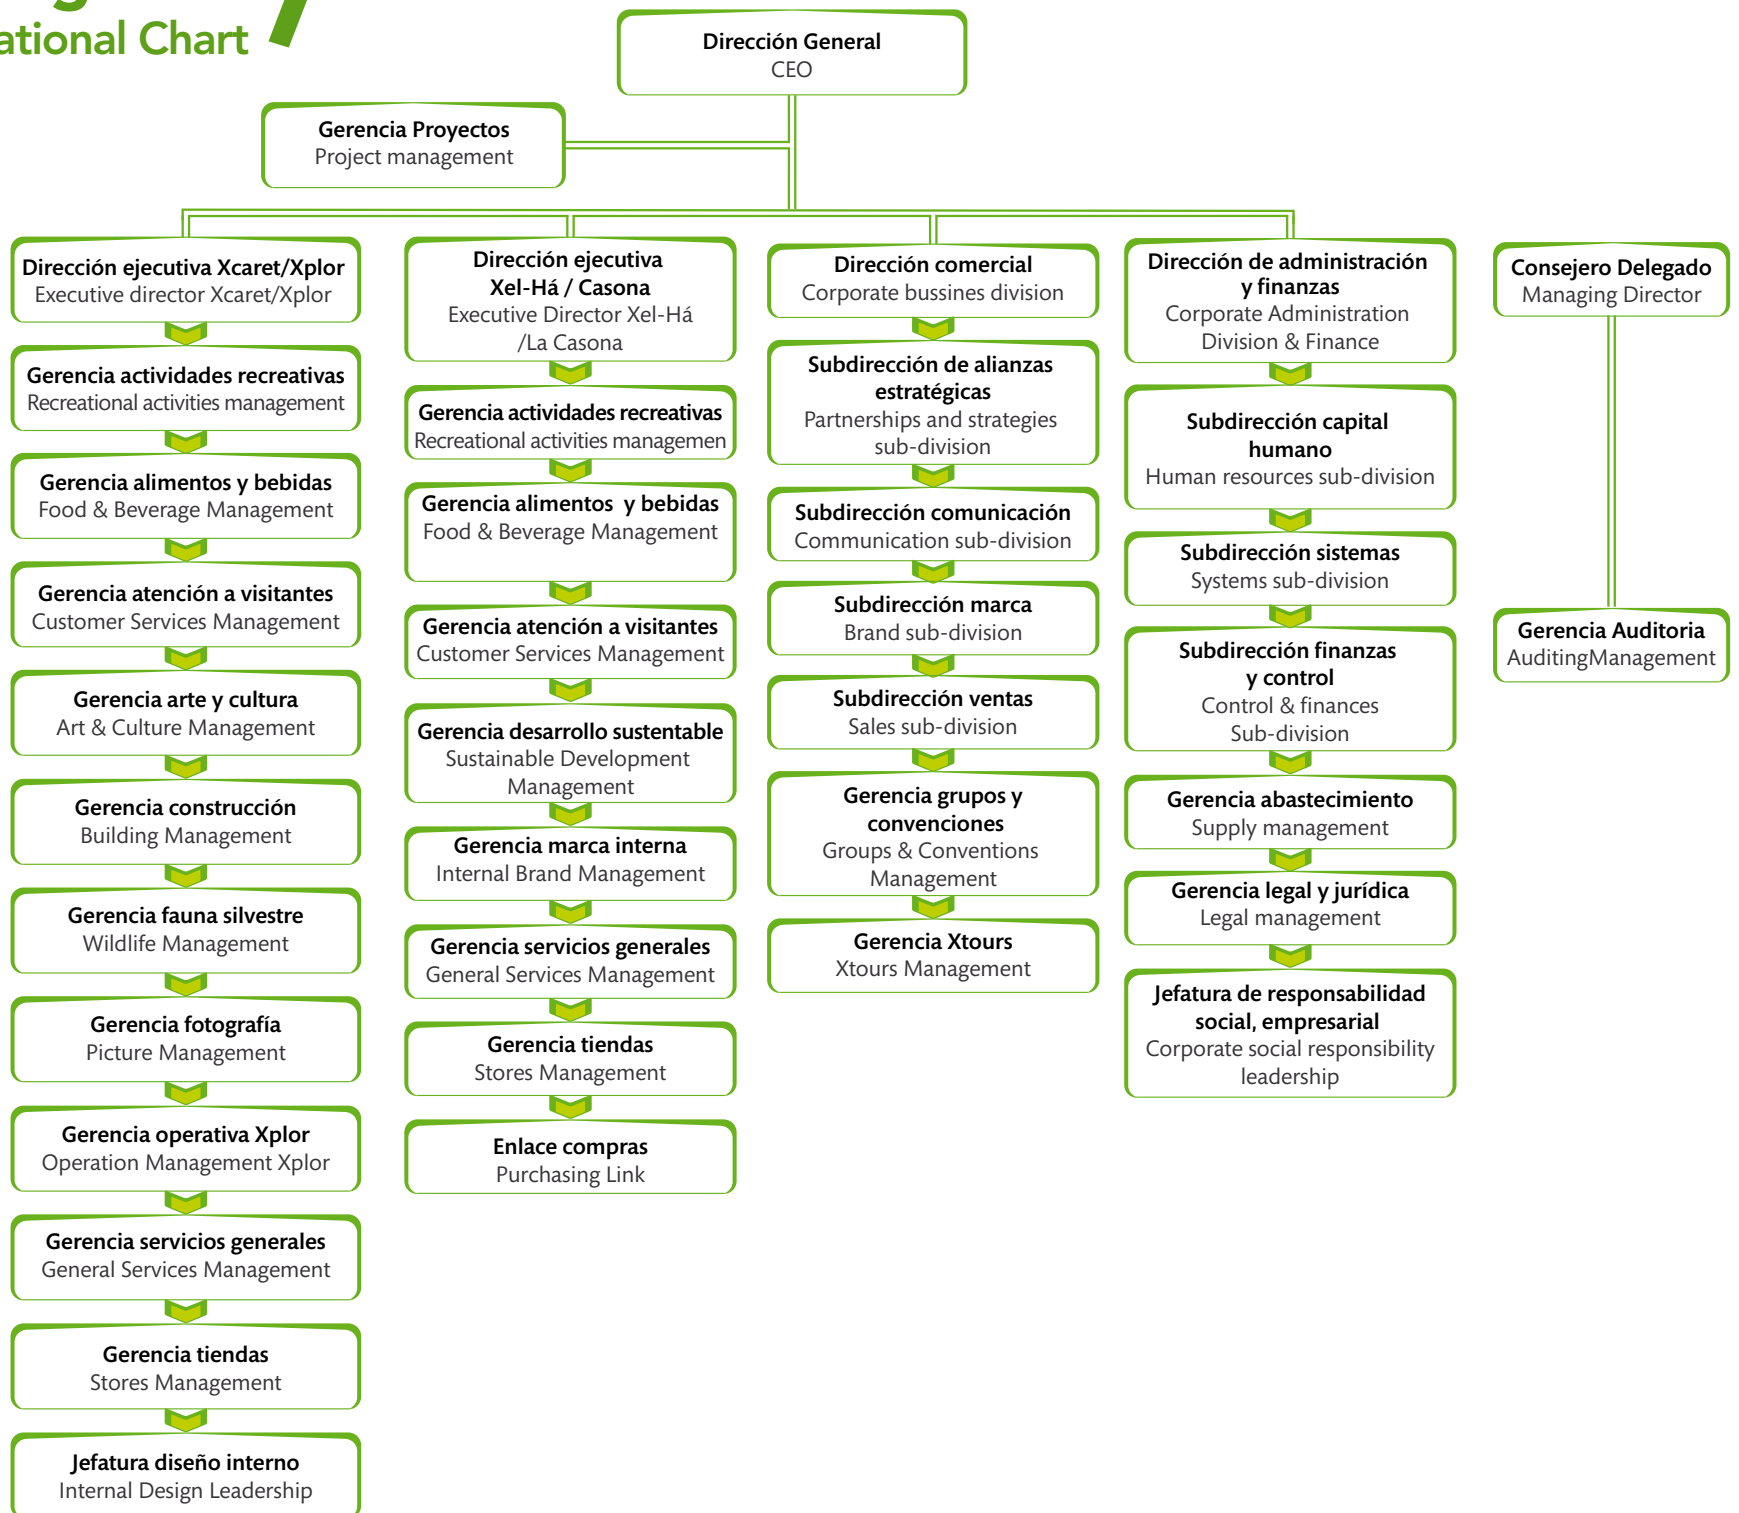 ational Chart
Dirección General
CEO
Gerencia Proyectos
Project management
Dirección ejecutiva Xcaret/Xplor
Executive director Xcaret/Xplor
Gerencia actividades recreativas
Recreational activities management
Gerencia alimentos y bebidas
Food & Beverage Management
Gerencia atención a visitantes
Customer Services Management
Gerencia arte y cultura
Art & Culture Management
Gerencia construcción
Building Management
Gerencia fauna silvestre
Wildlife Management
Gerencia fotografía
Picture Management
Gerencia operativa Xplor
Operation Management Xplor
Gerencia servicios generales
General Services Management
Gerencia tiendas
Stores Management
Jefatura diseño interno
Internal Design Leadership
Dirección ejecutiva
Xel-Há / Casona
Executive Director Xel-Há
/La Casona
Gerencia actividades recreativas
Recreational activities managemen
Gerencia alimentos y bebidas
Food & Beverage Management
Gerencia atención a visitantes
Customer Services Management
Gerencia desarrollo sustentable
Sustainable Development
Management
Gerencia marca interna
Internal Brand Management
Gerencia servicios generales
General Services Management
Gerencia tiendas
Stores Management
Enlace compras
Purchasing Link
Dirección comercial
Corporate bussines division
Subdirección de alianzas
estratégicas
Partnerships and strategies
sub-division
Subdirección comunicación
Communication sub-division
Subdirección marca
Brand sub-division
Subdirección ventas
Sales sub-division
Gerencia grupos y
convenciones
Groups & Conventions
Management
Gerencia Xtours
Xtours Management
Dirección de administración
y finanzas
Corporate Administration
Division & Finance
Subdirección capital
humano
Human resources sub-division
Subdirección sistemas
Systems sub-division
Subdirección finanzas
y control
Control & finances
Sub-division
Gerencia abastecimiento
Supply management
Gerencia legal y jurídica
Legal management
Jefatura de responsabilidad
social, empresarial
Corporate social responsibility
leadership
Consejero Delegado
Managing Director
Gerencia Auditoria
AuditingManagement